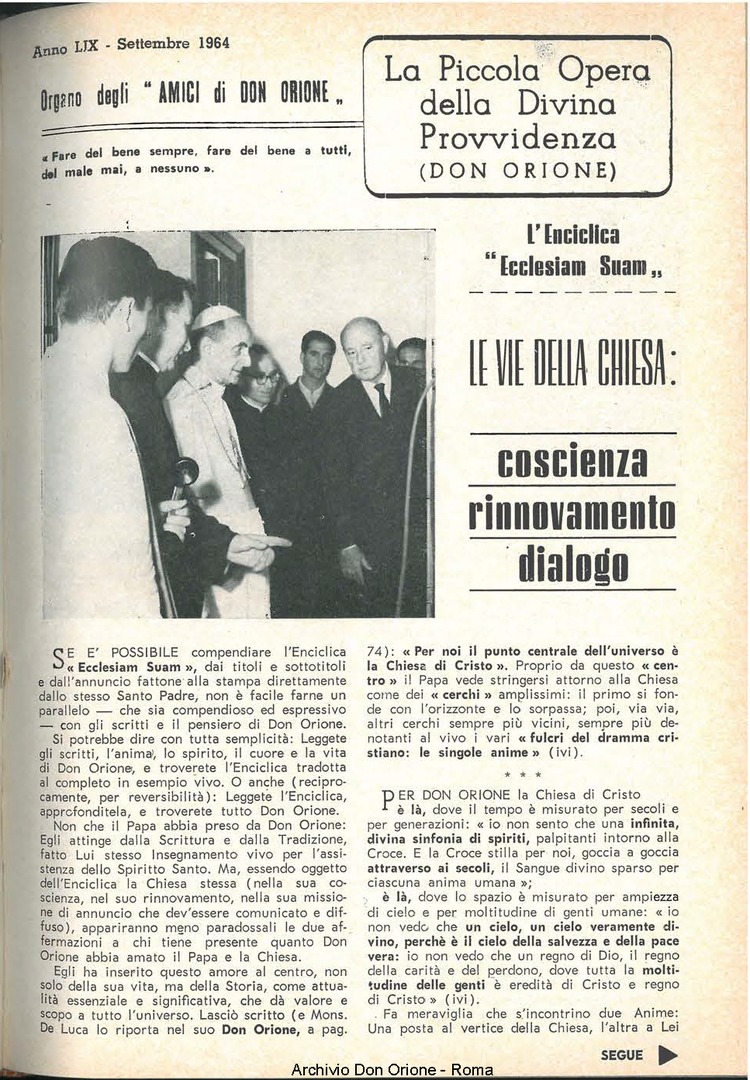 Anno LIX - Settembre 1964
Organo degli " AMICI di DON ORIONE „
« Fare del bene sempre, fare del bene a tutti,
del male mai, a nessuno ».
La Piccola Opera
della Divina
Provvidenza
(DON ORIONE)
L'Enciclica
" Ecclesiam Suam „
LE VIE DELLA CHIESA:
coscienza
rinnovamento
dialogo
SE E' POSSIBILE compendiare l'Enciclica
« Ecclesiam Suam », dai titoli e sottotitoli
e dall'annuncio fattone alla stampa direttamente
dallo stesso Santo Padre, non è facile farne un
parallelo — che sia compendioso ed espressivo
— con gli scritti e il pensiero di Don Orione.
Si potrebbe dire con tutta semplicità: Leggete
gli scritti, l'anima, lo spirito, il cuore e la vita
di Don Orione, e troverete l'Enciclica tradotta
al completo in esempio vivo. O anche (recipro-
camente, per reversibilità): Leggete l'Enciclica,
approfonditela, e troverete tutto Don Orione.
Non che il Papa abbia preso da Don Orione:
Egli attinge dalla Scrittura e dalla Tradizione,
fatto Lui stesso Insegnamento vivo per l'assi-
stenza dello Spiritto Santo. Ma, essendo oggetto
dell'Enciclica la Chiesa stessa (nella sua co-
scienza, nel suo rinnovamento, nella sua missio-
ne di annuncio che dev'essere comunicato e dif-
fuso), appariranno meno paradossali le due af-
fermazioni a chi tiene presente quanto Don
Orione abbia amato il Papa e la Chiesa.
Egli ha inserito questo amore al centro, non
solo della sua vita, ma della Storia, come attua-
lità essenziale e significativa, che dà valore e
scopo a tutto l'universo. Lasciò scritto (e Mons.
De Luca lo riporta nel suo Don Orione, a pag.
74): « Per noi il punto centrale dell'universo è
la Chiesa di Cristo ». Proprio da questo « cen-
tro » il Papa vede stringersi attorno alla Chiesa
come dei « cerchi » amplissimi: il primo si fon-
de con l'orizzonte e lo sorpassa; poi, via via,
altri cerchi sempre più vicini, sempre più de-
notanti al vivo i vari « fulcri del dramma cri-
stiano: le singole anime » (ivi).
* * *
PER DON ORIONE la Chiesa di Cristo
è là, dove il tempo è misurato per secoli e
per generazioni: « io non sento che una infinita,
divina sinfonia di spiriti, palpitanti intorno alla
Croce. E la Croce stilla per noi, goccia a goccia
attraverso ai secoli, il Sangue divino sparso per
ciascuna anima umana »;
è là, dove lo spazio è misurato per ampiezza
di cielo e per moltitudine di genti umane: « io
non vedo che un cielo, un cielo veramente di-
vino, perchè è il cielo della salvezza e della pace
vera: io non vedo che un regno di Dio, il regno
della carità e del perdono, dove tutta la molti-
tudine delle genti è eredità di Cristo e regno
di Cristo » (ivi).
Fa meraviglia che s'incontrino due Anime:
Una posta al vertice della Chiesa, l'altra a Lei
SEGUE
Archivio Don Orione - Roma